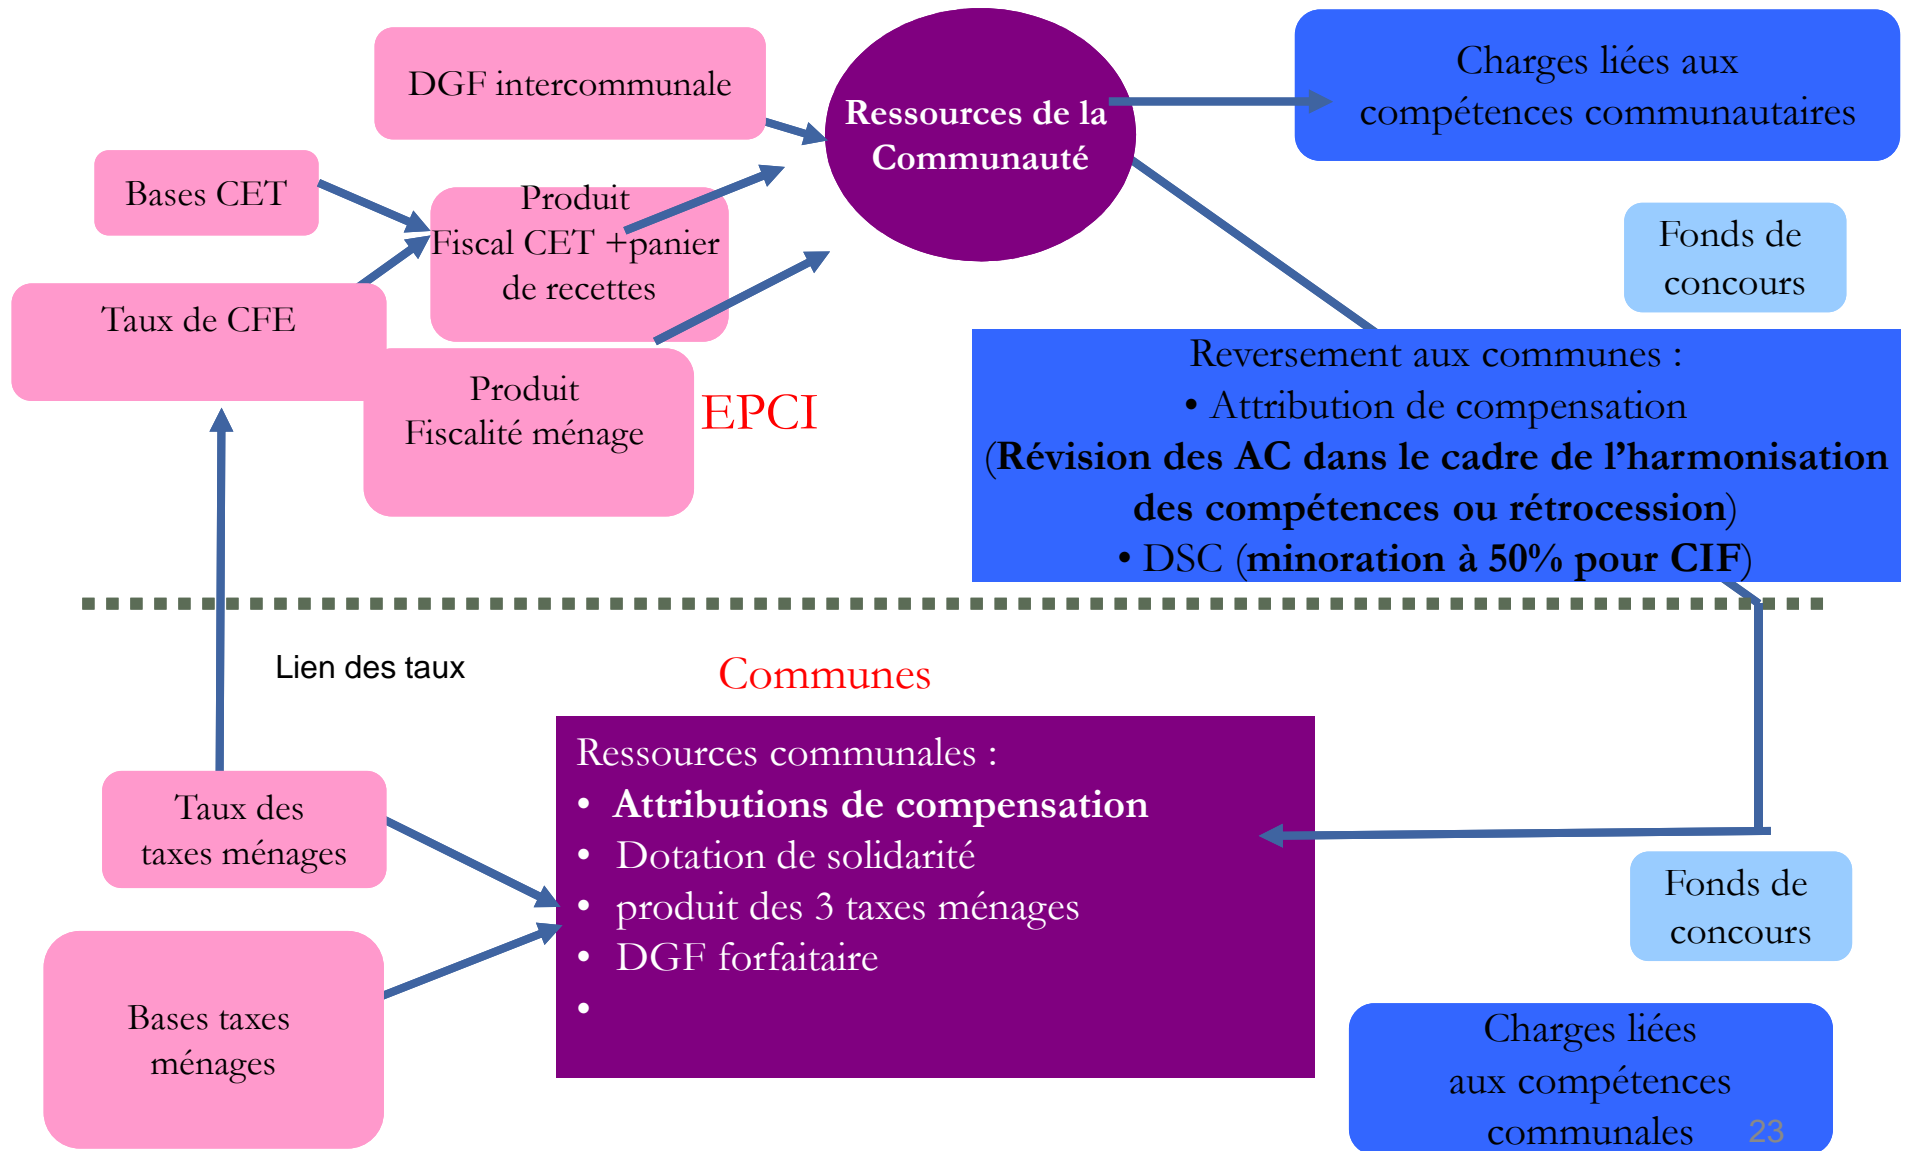 DGF intercommunale
Ressources de la
Communauté
Charges liées aux
compétences communautaires
Bases CET
Produit
Fiscal CET +panier
de recettes
Fonds de
concours
Taux de CFE
Produit
Fiscalité ménage
EPCI
Reversement aux communes :
• Attribution de compensation
(Révision des AC dans le cadre de l’harmonisation
des compétences ou rétrocession)
• DSC (minoration à 50% pour CIF)
Lien des taux
Communes
Taux des
taxes ménages
Ressources communales :
• Attributions de compensation
• Dotation de solidarité
• produit des 3 taxes ménages
• DGF forfaitaire
•
Fonds de
concours
Bases taxes
ménages
Charges liées
aux compétences
communales
23